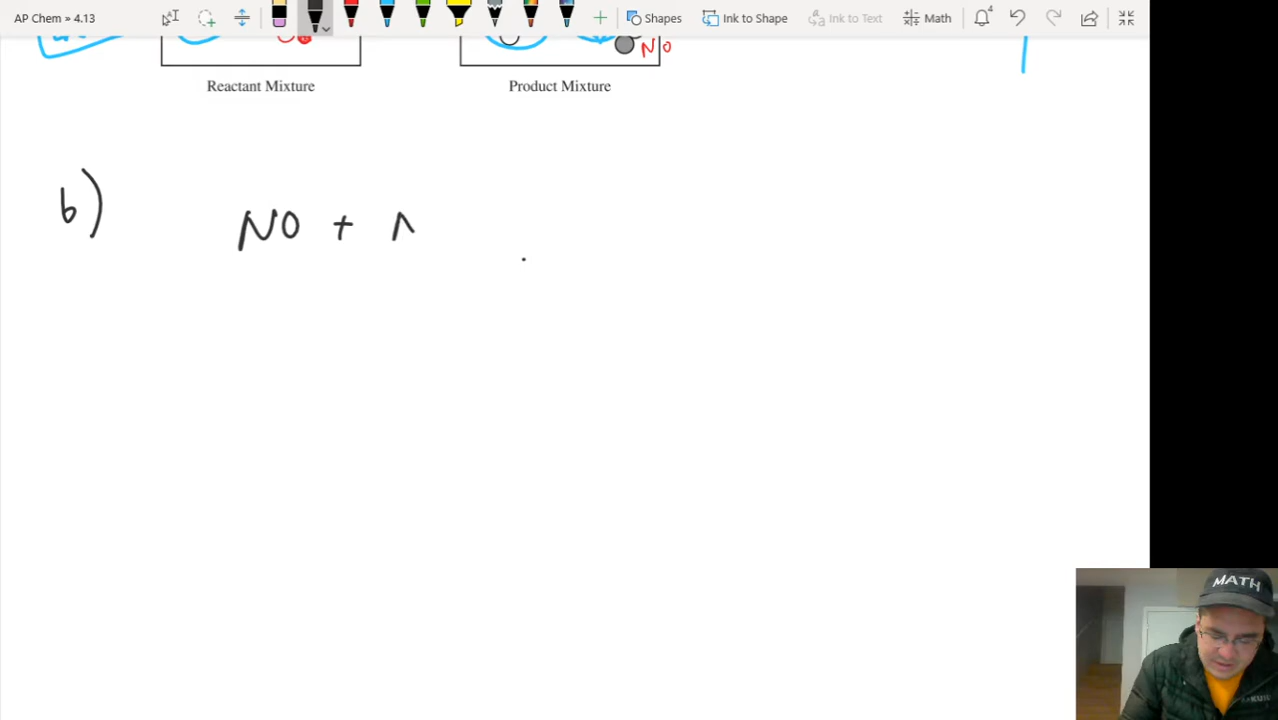 AP Chem » 4.13
Shapes Ink to Shape Ink to Text Math 4
NO
Reactant Mixture Product Mixture
b) NO +
MATH